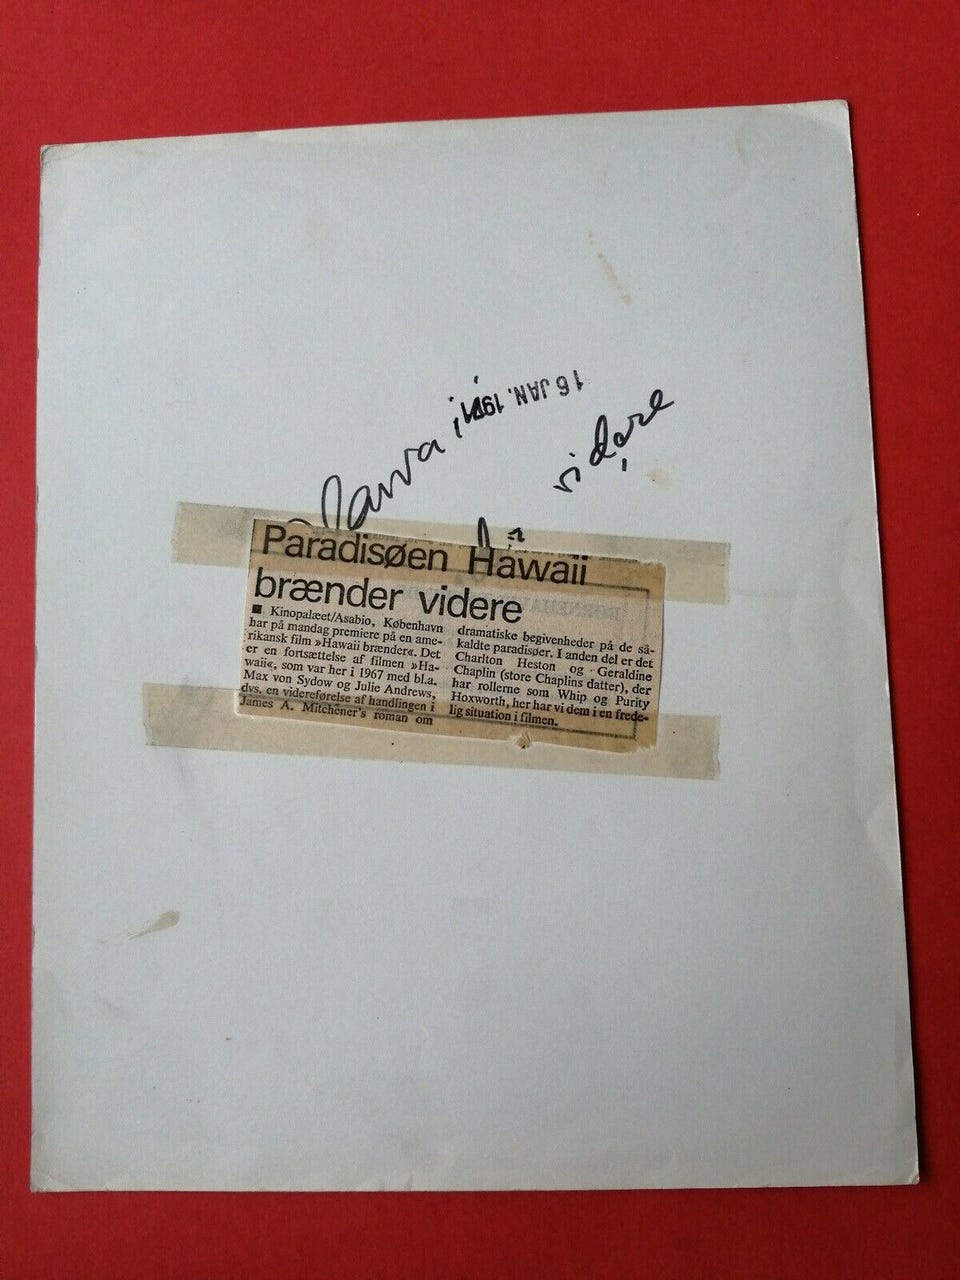 16 JAN. 1971
Hawaii
videre
Paradisøen Hawaii
brænder videre
■ Kinopalæet/Asabio, København
har på mandag premiere på en ame-
rikansk film »Hawaii brænder«. Det
er en fortsættelse af filmen »Ha-
waii«, som var her i 1967 med bl.a.
Max von Sydow og Julie Andrews,
dvs. en videreførelse af handlingen i
James A. Mitchener's roman om
dramatiske begivenheder på de så-
kaldte paradisøer. I anden del er det
Charlton Heston og Geraldine
Chaplin (store Chaplins datter), der
har rollerne som Whip og Purity
Hoxworth, her har vi dem i en frede-
lig situation i filmen.